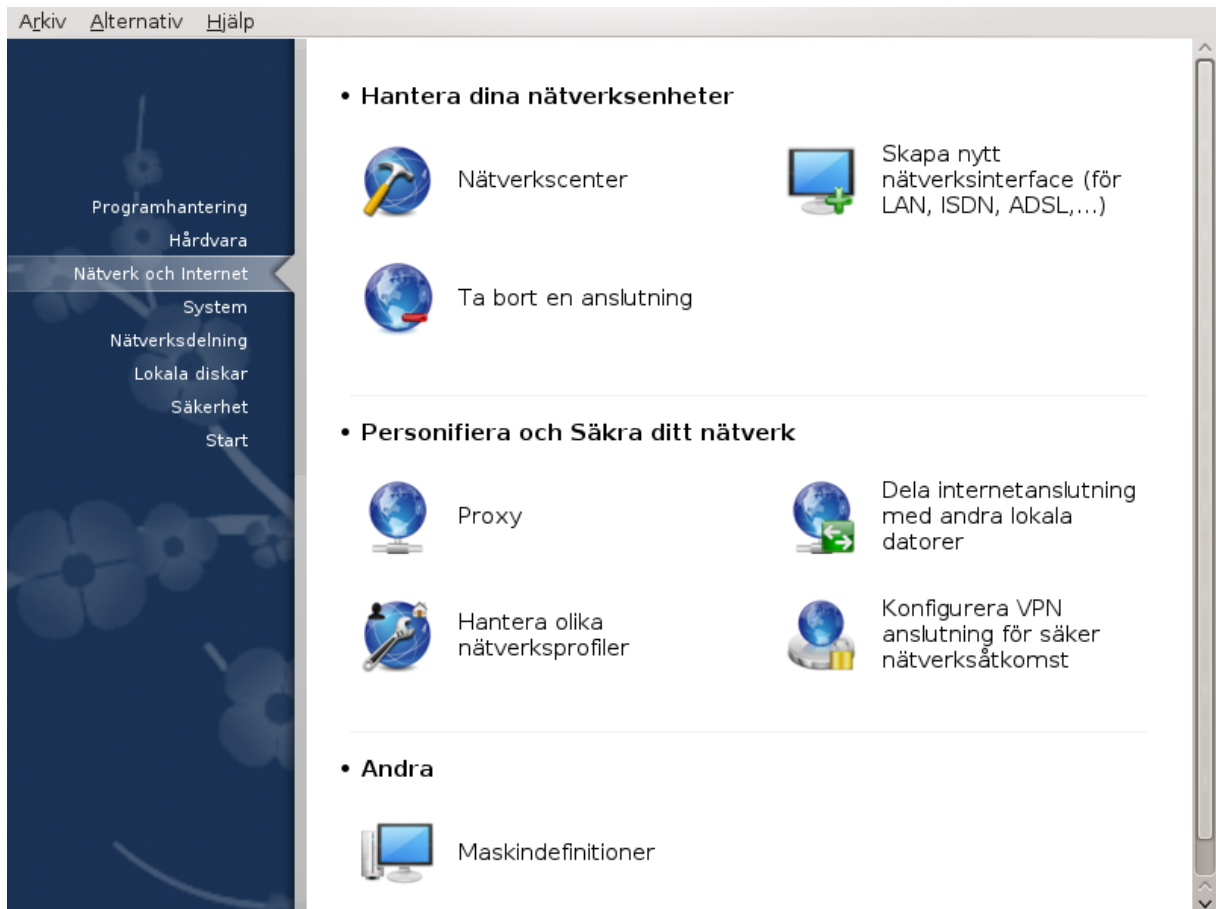 Arkiv Alternativ Hjälp
Programhantering
Hårdvara
Nätverk och Internet
System
Nätverksdelning
Lokala diskar
Säkerhet
Start
• Hantera dina nätverksenheter
Nätverkscenter
Skapa nytt
nätverksinterface (för
LAN, ISDN, ADSL,...)
Ta bort en anslutning
• Personifiera och Säkra ditt nätverk
Proxy
Dela internetanslutning
med andra lokala
datorer
Hantera olika
nätverksprofiler
Konfigurera VPN
anslutning för säker
nätverksåtkomst
• Andra
Maskindefinitioner